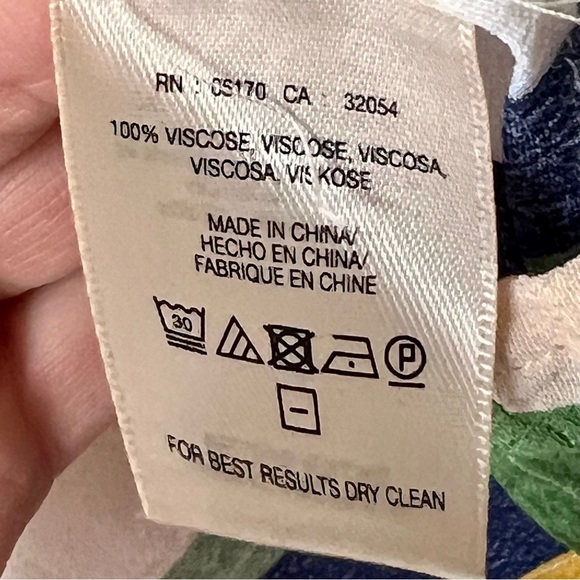 RN : 05170 CA : 32054
100% VISCOSE, VISCOSE, VISCOSA,
VISCOSA, VISKOSE
MADE IN CHINA/
HECHO EN CHINA/
FABRIQUE EN CHINE
30
P
FOR BEST RESULTS DRY CLEAN